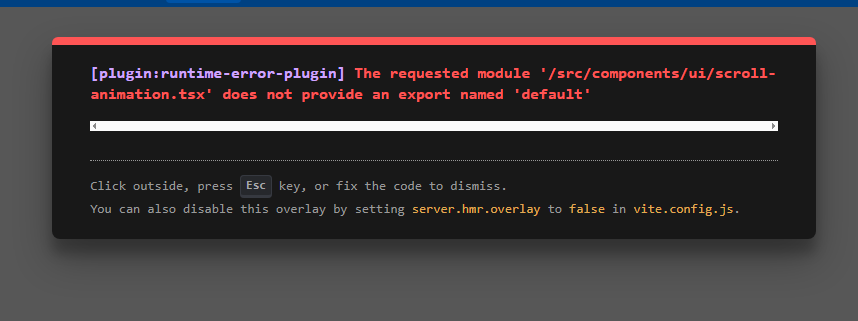 [plugin:runtime-error-plugin] The requested module '/src/components/ui/scroll-
animation.tsx' does not provide an export named 'default'
Click outside, press Esc key, or fix the code to dismiss.
You can also disable this overlay by setting server.hmr.overlay to false in vite.config.js.